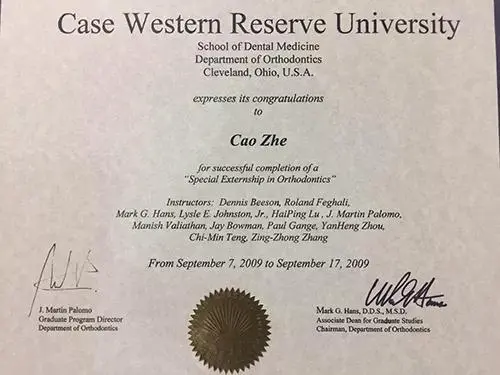 Case Western Reserve University
School of Dental Medicine
Department of Orthodontics
Cleveland, Ohio, U.S.A.
expresses its congratulations
to
Cao Zhe
for successful completion of a
"Special Externship in Orthodontics"
Instructors: Dennis Beeson, Roland Feghali,
Mark G. Hans, Lysle E. Johnston, Jr., HaiPing Lu, J. Martin Palomo,
Manish Valiathan, Jay Bowman, Paul Gange, YanHeng Zhou,
Chi-Min Teng, Zing-Zhong Zhang
From September 7, 2009 to September 17, 2009
J. Martin Palomo
Graduate Program Director
Department of Orthodontics
Mark G. Hans, D.D.S., M.S.D.
Associate Dean for Graduate Studies
Chairman, Department of Orthodontics